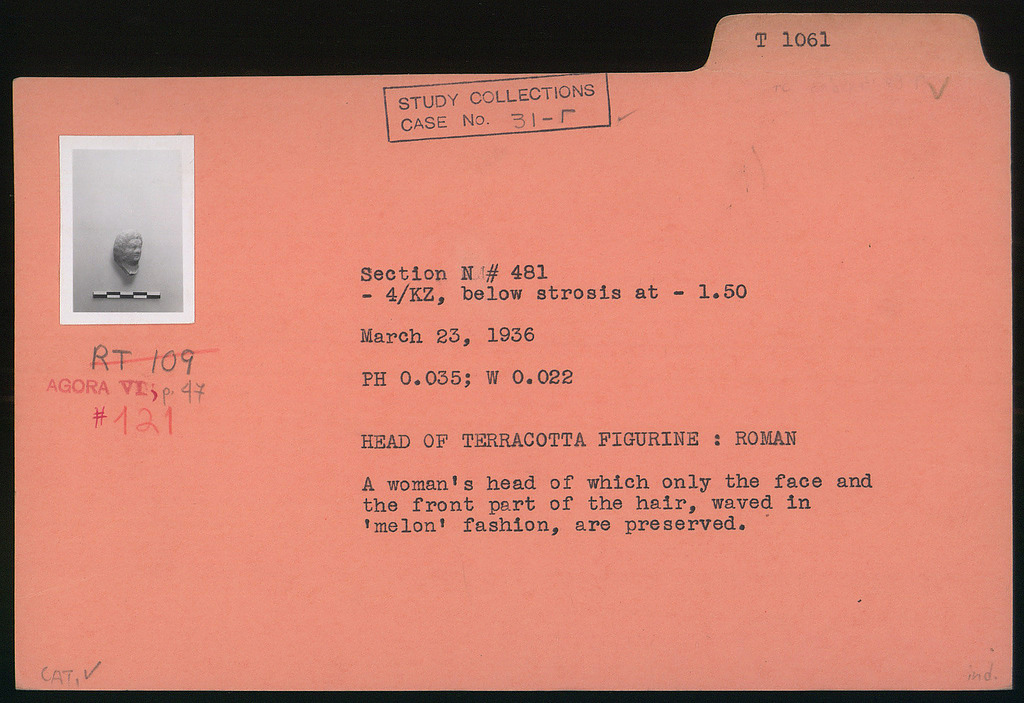 T 1061
STUDY COLLECTIONS
CASE No. 31-Γ
Section N # 481
- 4/KZ, below strosis at - 1.50
March 23, 1936
PH 0.035; W 0.022
RT 109
AGORA VI; p. 47
# 121
HEAD OF TERRACOTTA FIGURINE : ROMAN
A woman's head of which only the face and
the front part of the hair, waved in
'melon' fashion, are preserved.
CAT. ✓
ind.